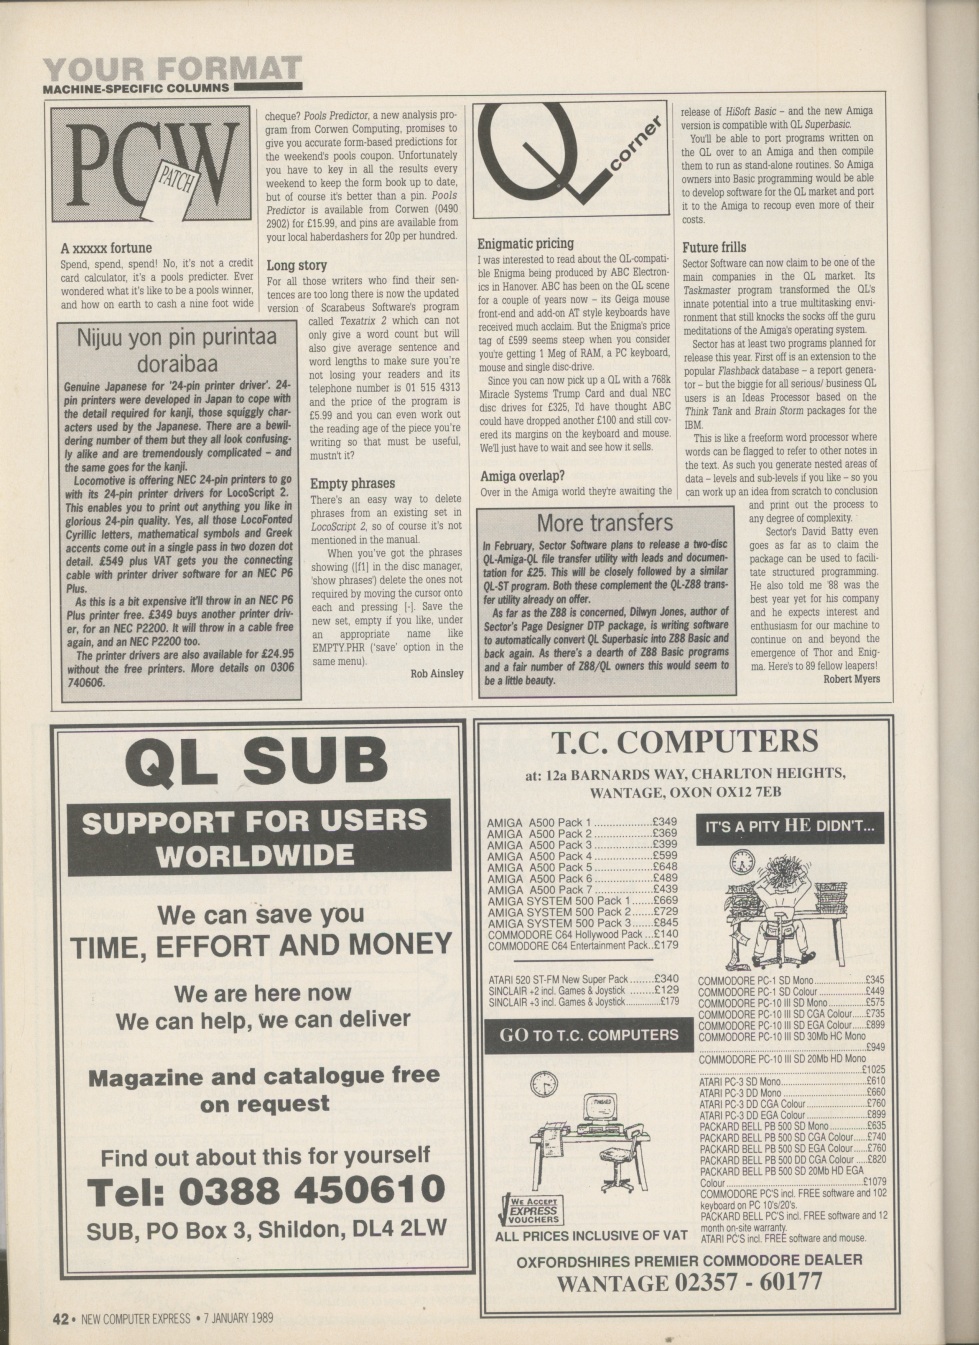 YOUR FORMAT
MACHINE-SPECIFIC COLUMNS
PCW
PATCH
A xxxxx fortune
Spend, spend, spend! No, it's not a credit
card calculator, it's a pools predicter. Ever
wondered what it's like to be a pools winner,
and how on earth to cash a nine foot wide
cheque? Pools Predictor, a new analysis pro-
gram from Corwen Computing, promises to
give you accurate form-based predictions for
the weekend's pools coupon. Unfortunately
you have to key in all the results every
weekend to keep the form book up to date,
but of course it's better than a pin. Pools
Predictor is available from Corwen (0490
2902) for £15.99, and pins are available from
your local haberdashers for 20p per hundred.
Long story
For all those writers who find their sen-
tences are too long there is now the updated
version of Scarabeus Software's program
called Texatrix 2 which can not
only give a word count but will
also give average sentence and
word lengths to make sure you're
not losing your readers and its
telephone number is 01 515 4313
and the price of the program is
£5.99 and you can even work out
the reading age of the piece you're
writing so that must be useful,
mustn't it?
Empty phrases
There's an easy way to delete
phrases from an existing set in
LocoScript 2, so of course it's not
mentioned in the manual.
When you've got the phrases
showing ([f1] in the disc manager,
'show phrases') delete the ones not
required by moving the cursor onto
each and pressing [-]. Save the
new set, empty if you like, under
an appropriate name like
EMPTY.PHR ('save' option in the
same menu).
Rob Ainsley
Nijuu yon pin purintaa
doraibaa
Genuine Japanese for '24-pin printer driver'. 24-
pin printers were developed in Japan to cope with
the detail required for kanji, those squiggly char-
acters used by the Japanese. There are a bewil-
dering number of them but they all look confusing-
ly alike and are tremendously complicated – and
the same goes for the kanji.
Locomotive is offering NEC 24-pin printers to go
with its 24-pin printer drivers for LocoScript 2.
This enables you to print out anything you like in
glorious 24-pin quality. Yes, all those LocoFonted
Cyrillic letters, mathematical symbols and Greek
accents come out in a single pass in two dozen dot
detail. £549 plus VAT gets you the connecting
cable with printer driver software for an NEC P6
Plus.
As this is a bit expensive it'll throw in an NEC P6
Plus printer free. £349 buys another printer driv-
er, for an NEC P2200. It will throw in a cable free
again, and an NEC P2200 too.
The printer drivers are also available for £24.95
without the free printers. More details on 0306
740606.
Q corner
Enigmatic pricing
I was interested to read about the QL-compati-
ble Enigma being produced by ABC Electron-
ics in Hanover. ABC has been on the QL scene
for a couple of years now – its Geiga mouse
front-end and add-on AT style keyboards have
received much acclaim. But the Enigma's price
tag of £599 seems steep when you consider
you're getting 1 Meg of RAM, a PC keyboard,
mouse and single disc-drive.
Since you can now pick up a QL with a 768k
Miracle Systems Trump Card and dual NEC
disc drives for £325, I'd have thought ABC
could have dropped another £100 and still cov-
ered its margins on the keyboard and mouse.
We'll just have to wait and see how it sells.
Amiga overlap?
Over in the Amiga world they're awaiting the
release of HiSoft Basic – and the new Amiga
version is compatible with QL Superbasic.
You'll be able to port programs written on
the QL over to an Amiga and then compile
them to run as stand-alone routines. So Amiga
owners into Basic programming would be able
to develop software for the QL market and port
it to the Amiga to recoup even more of their
costs.
Future frills
Sector Software can now claim to be one of the
main companies in the QL market. Its
Taskmaster program transformed the QL's
innate potential into a true multitasking envi-
ronment that still knocks the socks off the guru
meditations of the Amiga's operating system.
Sector has at least two programs planned for
release this year. First off is an extension to the
popular Flashback database – a report genera-
tor – but the biggie for all serious/ business QL
users is an Ideas Processor based on the
Think Tank and Brain Storm packages for the
IBM.
This is like a freeform word processor where
words can be flagged to refer to other notes in
the text. As such you generate nested areas of
data – levels and sub-levels if you like – so you
can work up an idea from scratch to conclusion
and print out the process to
any degree of complexity.
Sector's David Batty even
goes as far as to claim the
package can be used to facili-
tate structured programming.
He also told me '88 was the
best year yet for his company
and he expects interest and
enthusiasm for our machine to
continue on and beyond the
emergence of Thor and Enig-
ma. Here's to 89 fellow leapers!
Robert Myers
More transfers
In February, Sector Software plans to release a two-disc
QL-Amiga-QL file transfer utility with leads and documen-
tation for £25. This will be closely followed by a similar
QL-ST program. Both these complement the QL-Z88 trans-
fer utility already on offer.
As far as the Z88 is concerned, Dilwyn Jones, author of
Sector's Page Designer DTP package, is writing software
to automatically convert QL Superbasic into Z88 Basic and
back again. As there's a dearth of Z88 Basic programs
and a fair number of Z88/QL owners this would seem to
be a little beauty.
QL SUB
SUPPORT FOR USERS
WORLDWIDE
We can save you
TIME, EFFORT AND MONEY
We are here now
We can help, we can deliver
Magazine and catalogue free
on request
Find out about this for yourself
Tel: 0388 450610
SUB, PO Box 3, Shildon, DL4 2LW
T.C. COMPUTERS
at: 12a BARNARDS WAY, CHARLTON HEIGHTS,
WANTAGE, OXON OX12 7EB
AMIGA A500 Pack 1 ..................£349
AMIGA A500 Pack 2 ..................£369
AMIGA A500 Pack 3 ..................£399
AMIGA A500 Pack 4 ..................£599
AMIGA A500 Pack 5 ..................£648
AMIGA A500 Pack 6 ..................£489
AMIGA A500 Pack 7 ..................£439
AMIGA SYSTEM 500 Pack 1 ......£669
AMIGA SYSTEM 500 Pack 2 ......£729
AMIGA SYSTEM 500 Pack 3 ......£845
COMMODORE C64 Hollywood Pack ...£140
COMMODORE C64 Entertainment Pack..£179
ATARI 520 ST-FM New Super Pack .......£340
SINCLAIR +2 incl. Games & Joystick ........£129
SINCLAIR +3 incl. Games & Joystick............£179
GO TO T.C. COMPUTERS
WE ACCEPT
EXPRESS
VOUCHERS
ALL PRICES INCLUSIVE OF VAT
IT'S A PITY HE DIDN'T...
COMMODORE PC-1 SD Mono..............£345
COMMODORE PC-1 SD Colour ............£449
COMMODORE PC-10 III SD Mono..........£575
COMMODORE PC-10 III SD CGA Colour.....£735
COMMODORE PC-10 III SD EGA Colour....£899
COMMODORE PC-10 III SD 30Mb HC Mono
..............£949
COMMODORE PC-10 III SD 20Mb HD Mono
..............£1025
ATARI PC-3 SD Mono.....................£610
ATARI PC-3 DD Mono .....................£660
ATARI PC-3 DD CGA Colour..................£760
ATARI PC-3 DD EGA Colour..................£899
PACKARD BELL PB 500 SD Mono............£635
PACKARD BELL PB 500 SD CGA Colour.....£740
PACKARD BELL PB 500 SD EGA Colour.....£760
PACKARD BELL PB 500 DD CGA Colour ....£820
PACKARD BELL PB 500 SD 20Mb HD EGA
Colour..............£1079
COMMODORE PC'S incl. FREE software and 102
keyboard on PC 10's/20's.
PACKARD BELL PC'S incl. FREE software and 12
month on-site warranty.
ATARI PC'S incl. FREE software and mouse.
OXFORDSHIRES PREMIER COMMODORE DEALER
WANTAGE 02357 - 60177
42 • NEW COMPUTER EXPRESS • 7 JANUARY 1989